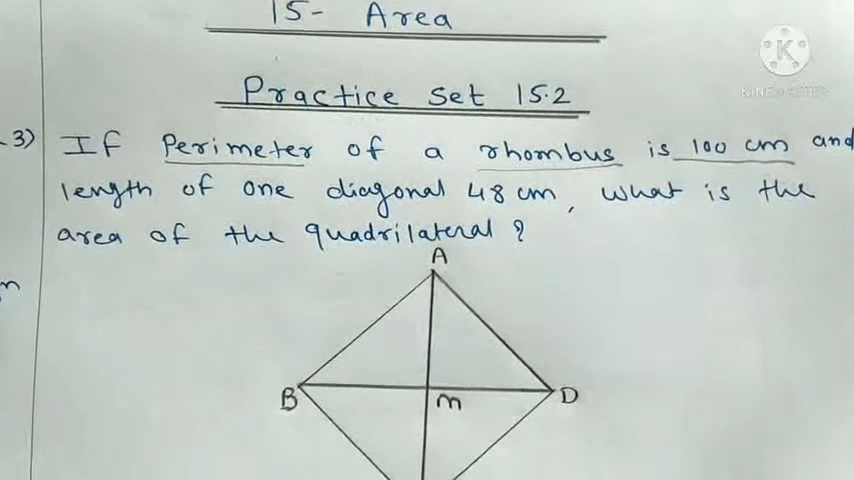 15- Area
Practice Set 15.2
K
KINEMASTER
3) If Perimeter of a rhombus is 100 cm and
length of one diagonal 48 cm, what is the
area of the quadrilateral ?
A
B
m
D